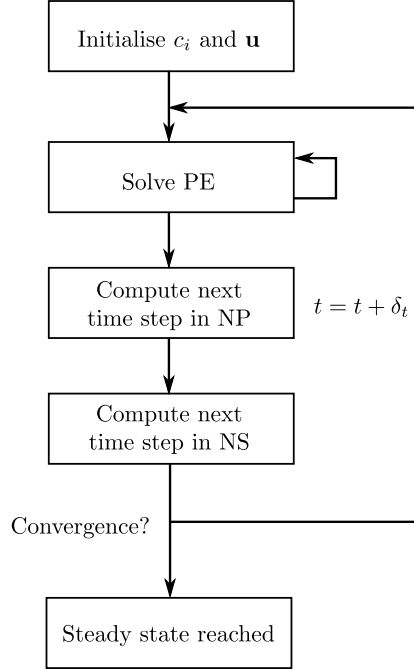 Initialise c_i and u
Solve PE
Compute next
time step in NP
t = t + δ_t
Compute next
time step in NS
Convergence?
Steady state reached